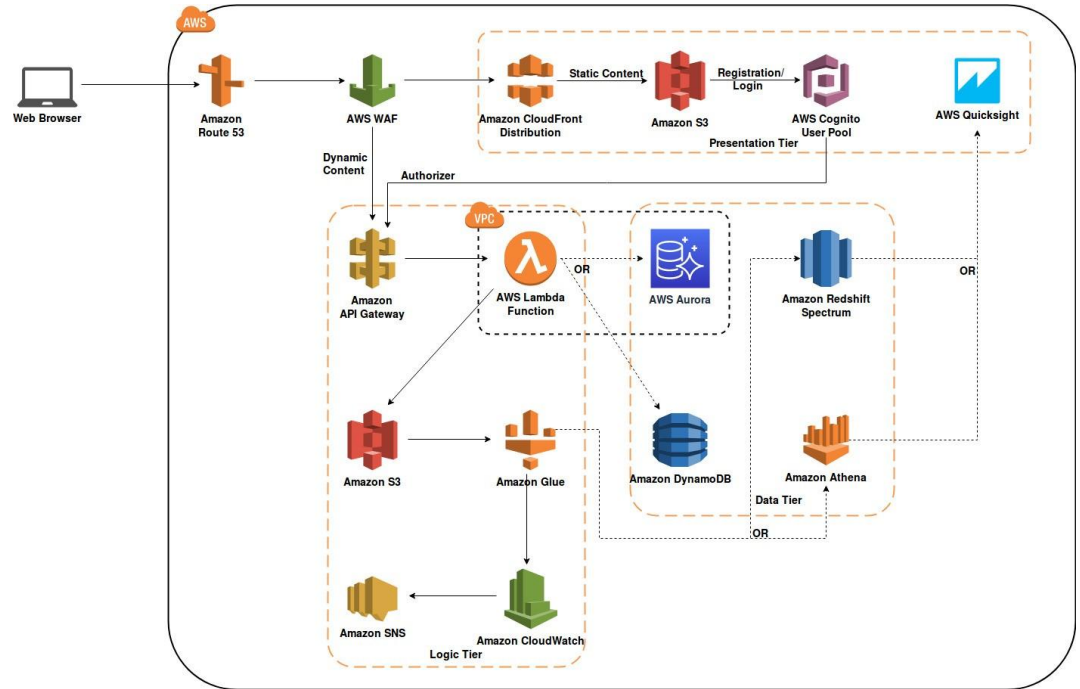 AWS
Web Browser
Amazon
Route 53
AWS WAF
Amazon CloudFront
Distribution
Static Content
Amazon S3
Registration/
Login
AWS Cognito
User Pool
AWS Quicksight
Presentation Tier
Dynamic
Content
Authorizer
VPC
Amazon
API Gateway
AWS Lambda
Function
OR
AWS Aurora
Amazon Redshift
Spectrum
OR
Amazon S3
Amazon Glue
Amazon DynamoDB
Amazon Athena
Data Tier
OR
Amazon SNS
Amazon CloudWatch
Logic Tier